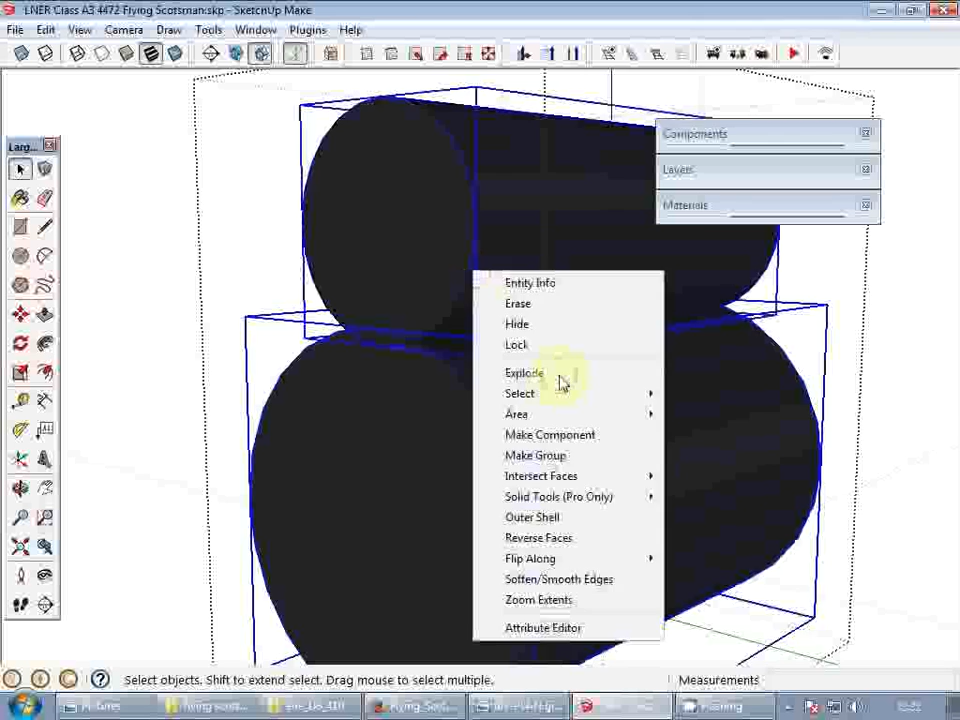 LNER Class A3 4472 Flying Scotsman.skp - SketchUp Make
File Edit View Camera Draw Tools Window Plugins Help
Larg...
Components
Layers
Materials
Entity Info
Erase
Hide
Lock
Explode
Select
Area
Make Component
Make Group
Intersect Faces
Solid Tools (Pro Only)
Outer Shell
Reverse Faces
Flip Along
Soften/Smooth Edges
Zoom Extents
Attribute Editor
Select objects. Shift to extend select. Drag mouse to select multiple.
Measurements
Pictures